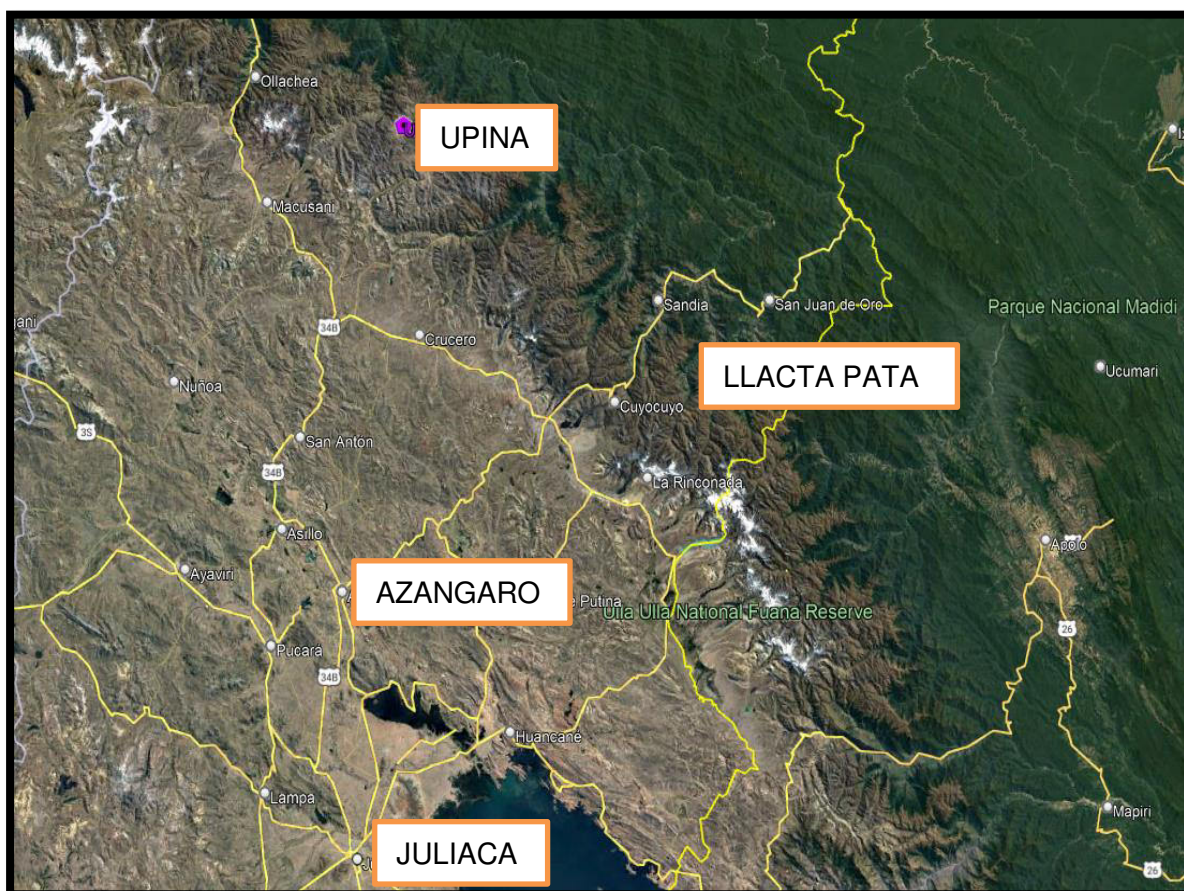 Ollachea
UPINA
Macusani
Sandia
San Juan de Oro
Parque Nacional Madidi
34B
Crucero
Nuñoa
LLACTA PATA
Ucumari
Cuyocuyo
3S
San Antón
34B
La Rinconada
Asillo
Apolo
Ayaviri
AZANGARO
Putina
Ulla Ulla National Fuana Reserve
26
Pucara
34B
Huancane
Lampa
Mapiri
JULIACA
26